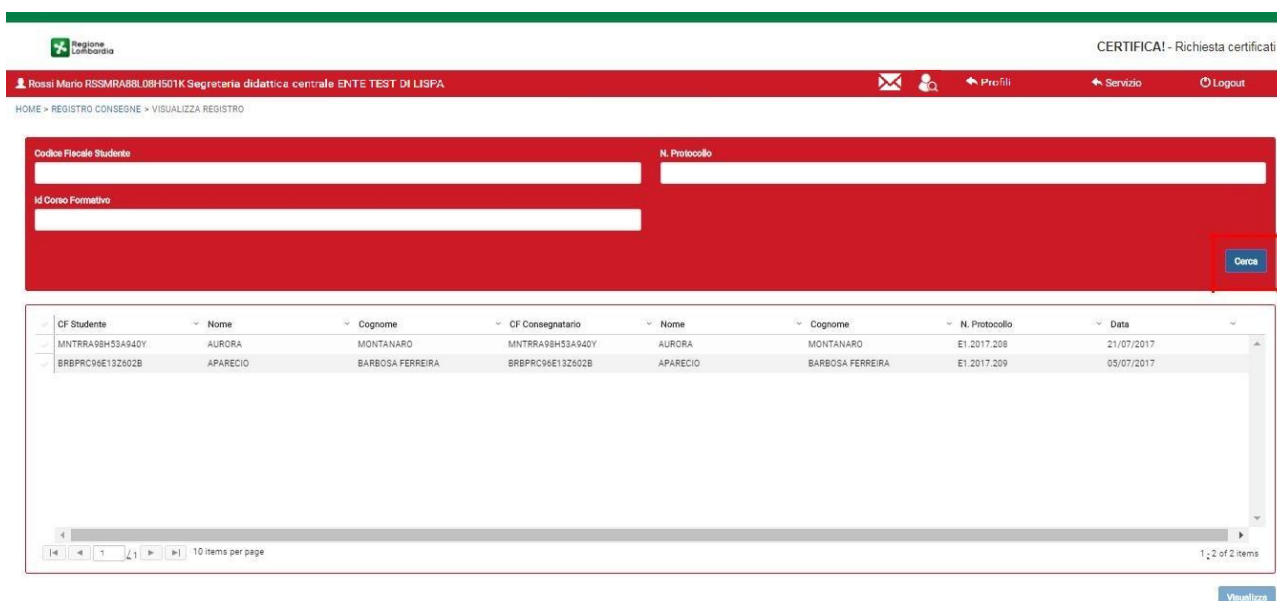 Regione
Lombardia
CERTIFICA! - Richiesta certificati
Rossi Mario RSSMRA88L08H501K Segreteria didattica centrale ENTE TEST DI LISPA
Profili
Servizio
Logout
HOME > REGISTRO CONSEGNE > VISUALIZZA REGISTRO
Codice Fiscale Studente
N. Protocollo
Id Corso Formativo
Cerca
CF Studente Nome Cognome CF Consegnatario Nome Cognome N. Protocollo Data
MNTRRA98H53A940Y AURORA MONTANARO MNTRRA98H53A940Y AURORA MONTANARO E1.2017.208 21/07/2017
BRBPRC96E13Z602B APARECIO BARBOSA FERREIRA BRBPRC96E13Z602B APARECIO BARBOSA FERREIRA E1.2017.209 05/07/2017
1 / 1 10 items per page
1 - 2 of 2 items
Visualizza